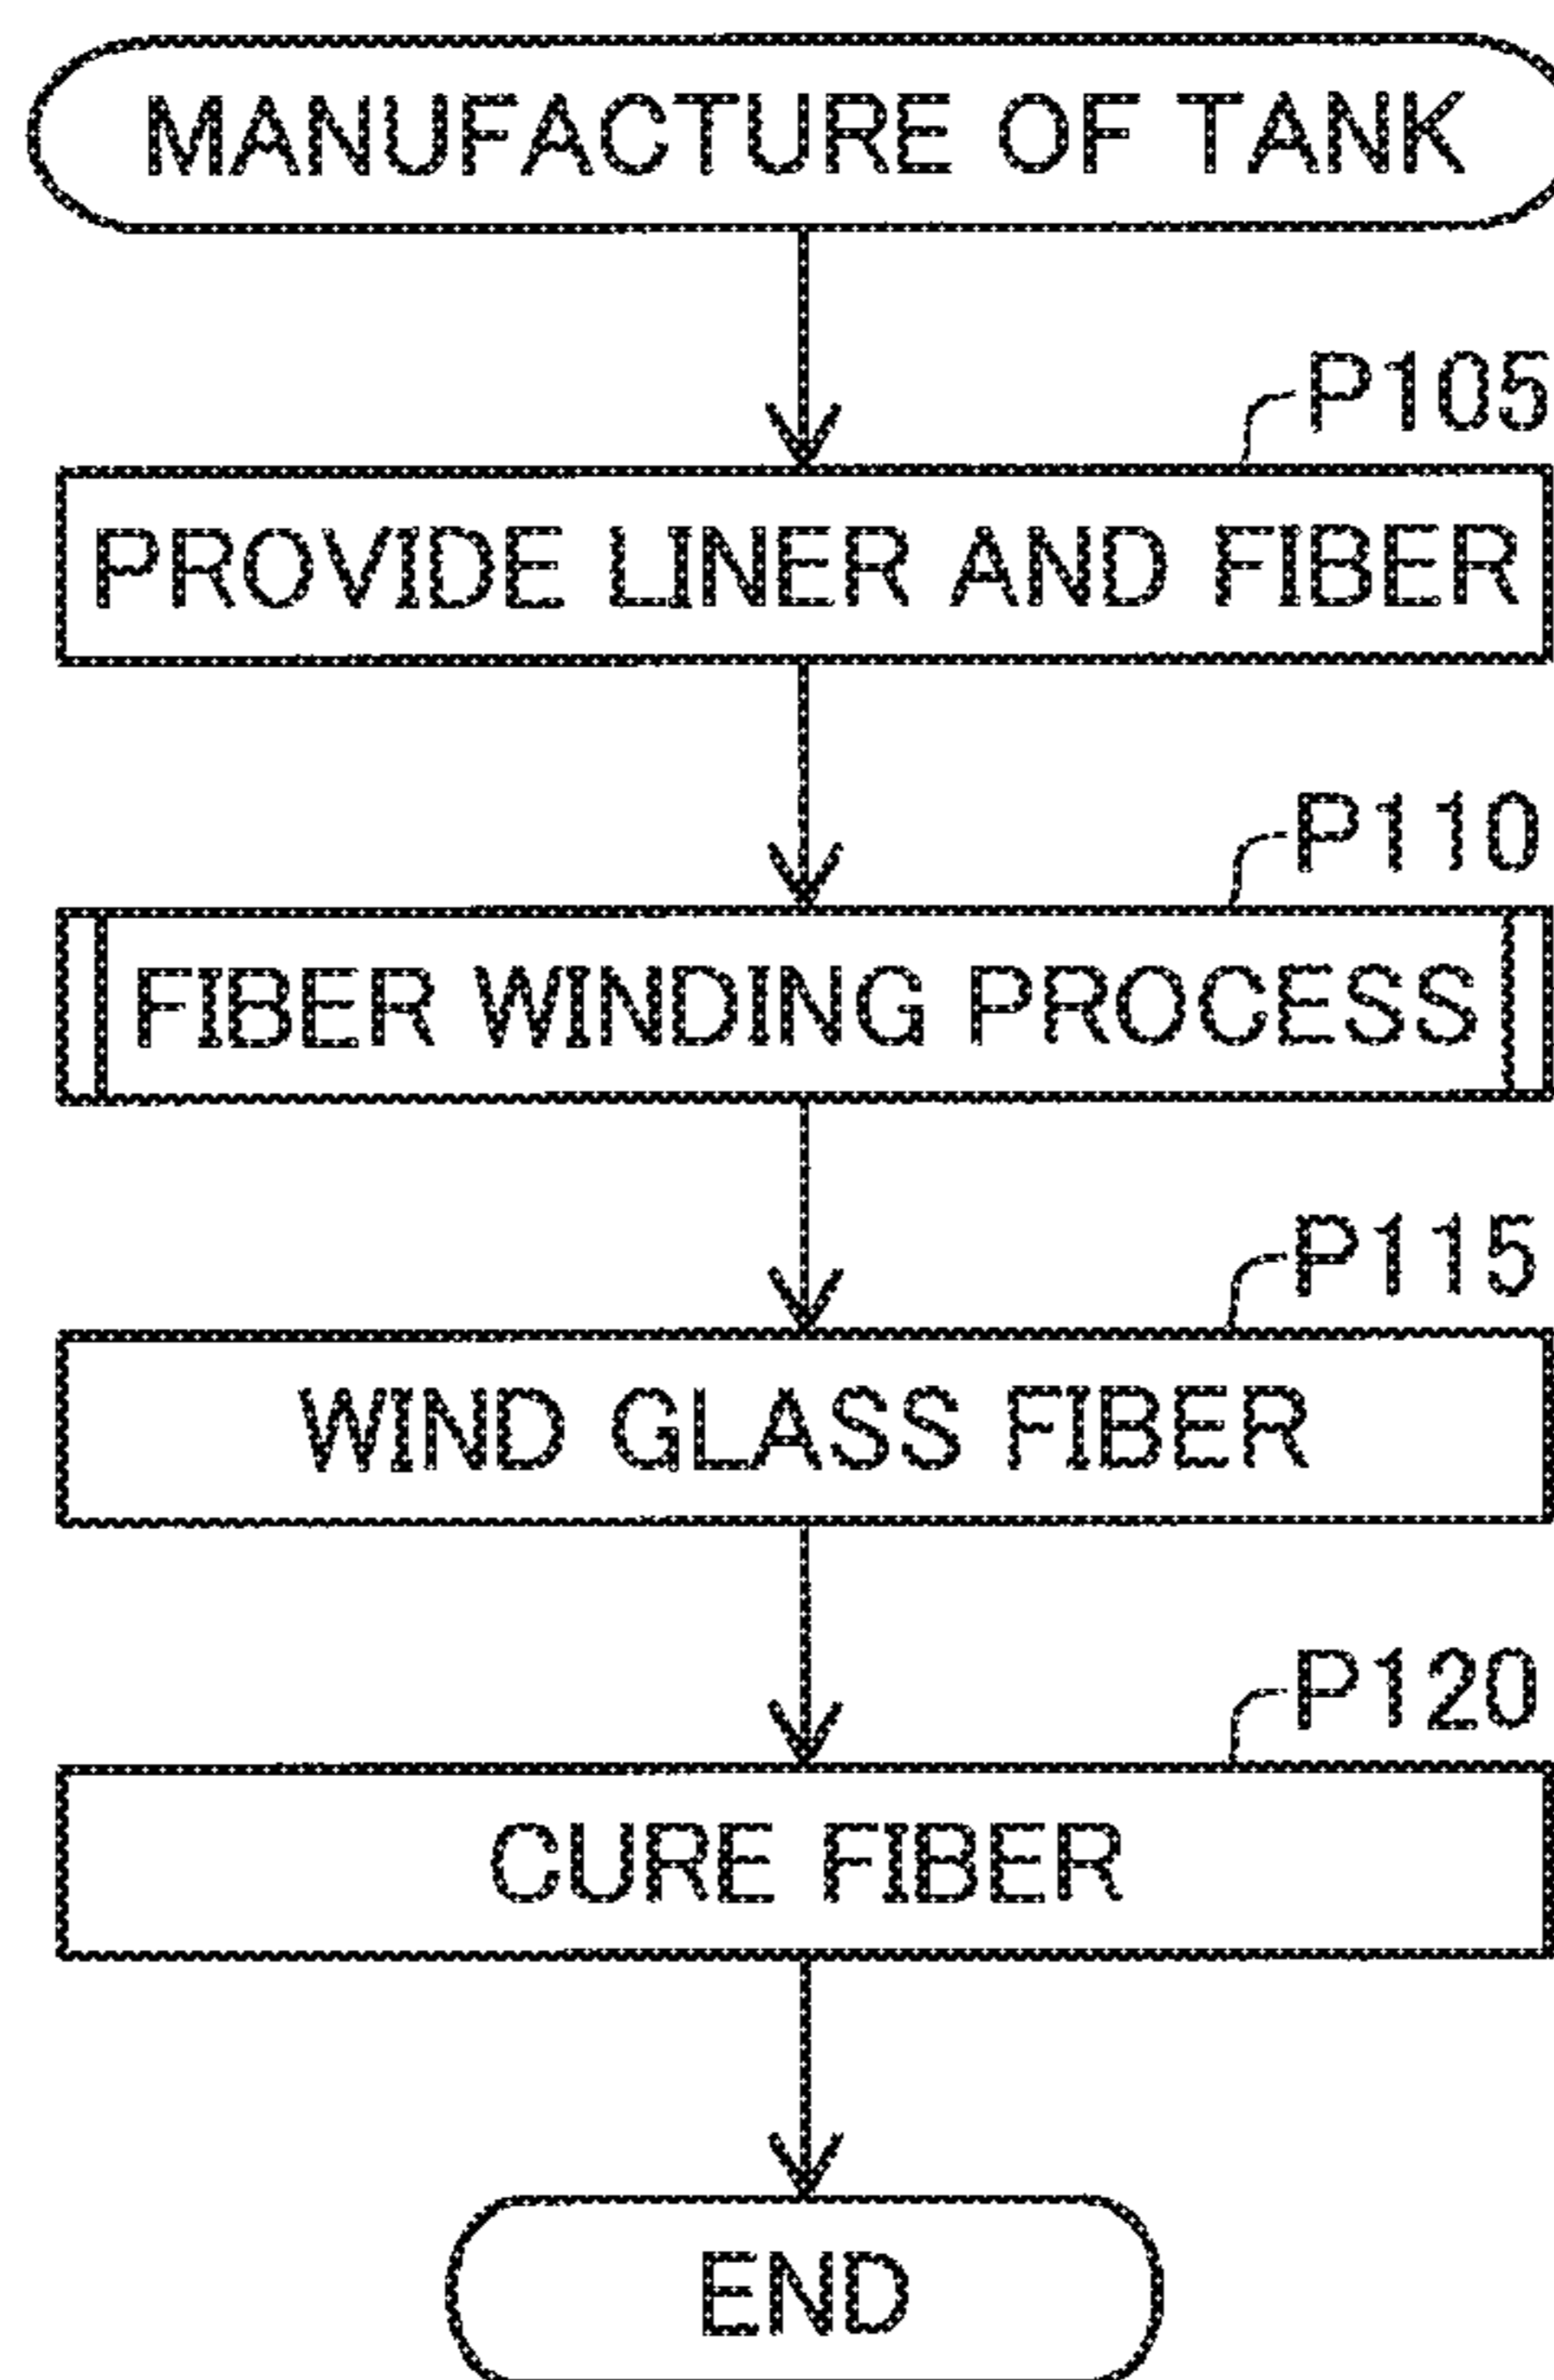 MANUFACTURE OF TANK
P105
PROVIDE LINER AND FIBER
P110
FIBER WINDING PROCESS
P115
WIND GLASS FIBER
P120
CURE FIBER
END